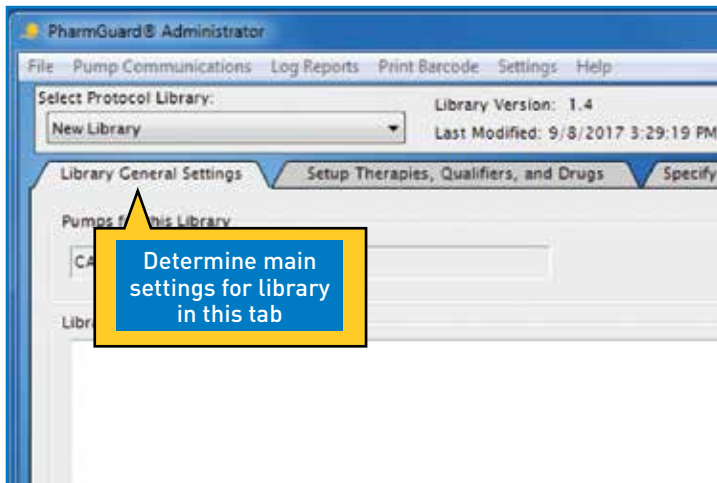 PharmGuard® Administrator
File Pump Communications Log Reports Print Barcode Settings Help
Select Protocol Library:
Library Version: 1.4
New Library
Last Modified: 9/8/2017 3:29:19 PM
Library General Settings Setup Therapies, Qualifiers, and Drugs Specify
Pumps f his Library
CA
Determine main
settings for library
in this tab
Libr